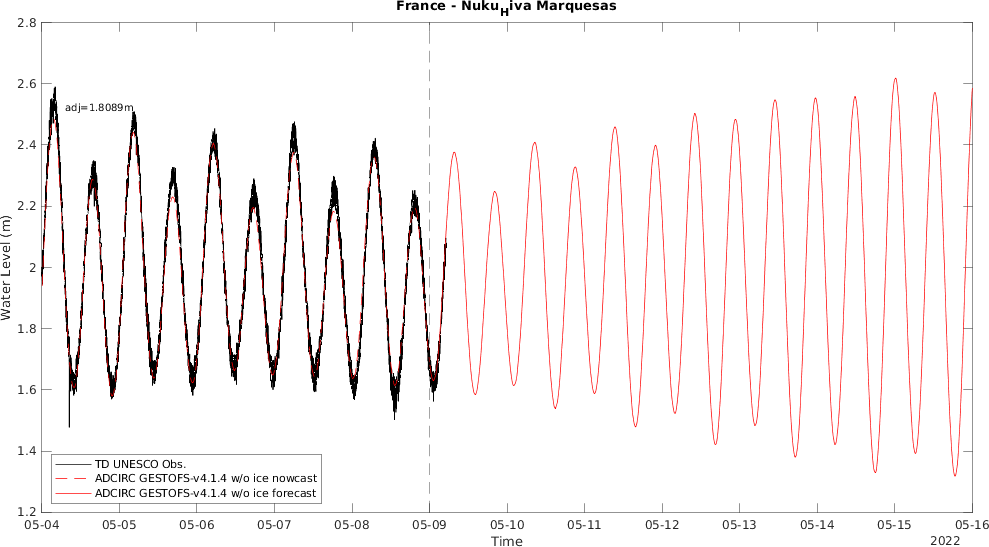 France - Nuku_Hiva Marquesas
2.8
2.6
adj=1.8089m
2.4
2.2
2
1.8
1.6
1.4
1.2
Water Level (m)
TD UNESCO Obs.
ADCIRC GESTOFS-v4.1.4 w/o ice nowcast
ADCIRC GESTOFS-v4.1.4 w/o ice forecast
05-04 05-05 05-06 05-07 05-08 05-09 05-10 05-11 05-12 05-13 05-14 05-15 05-16
Time
2022